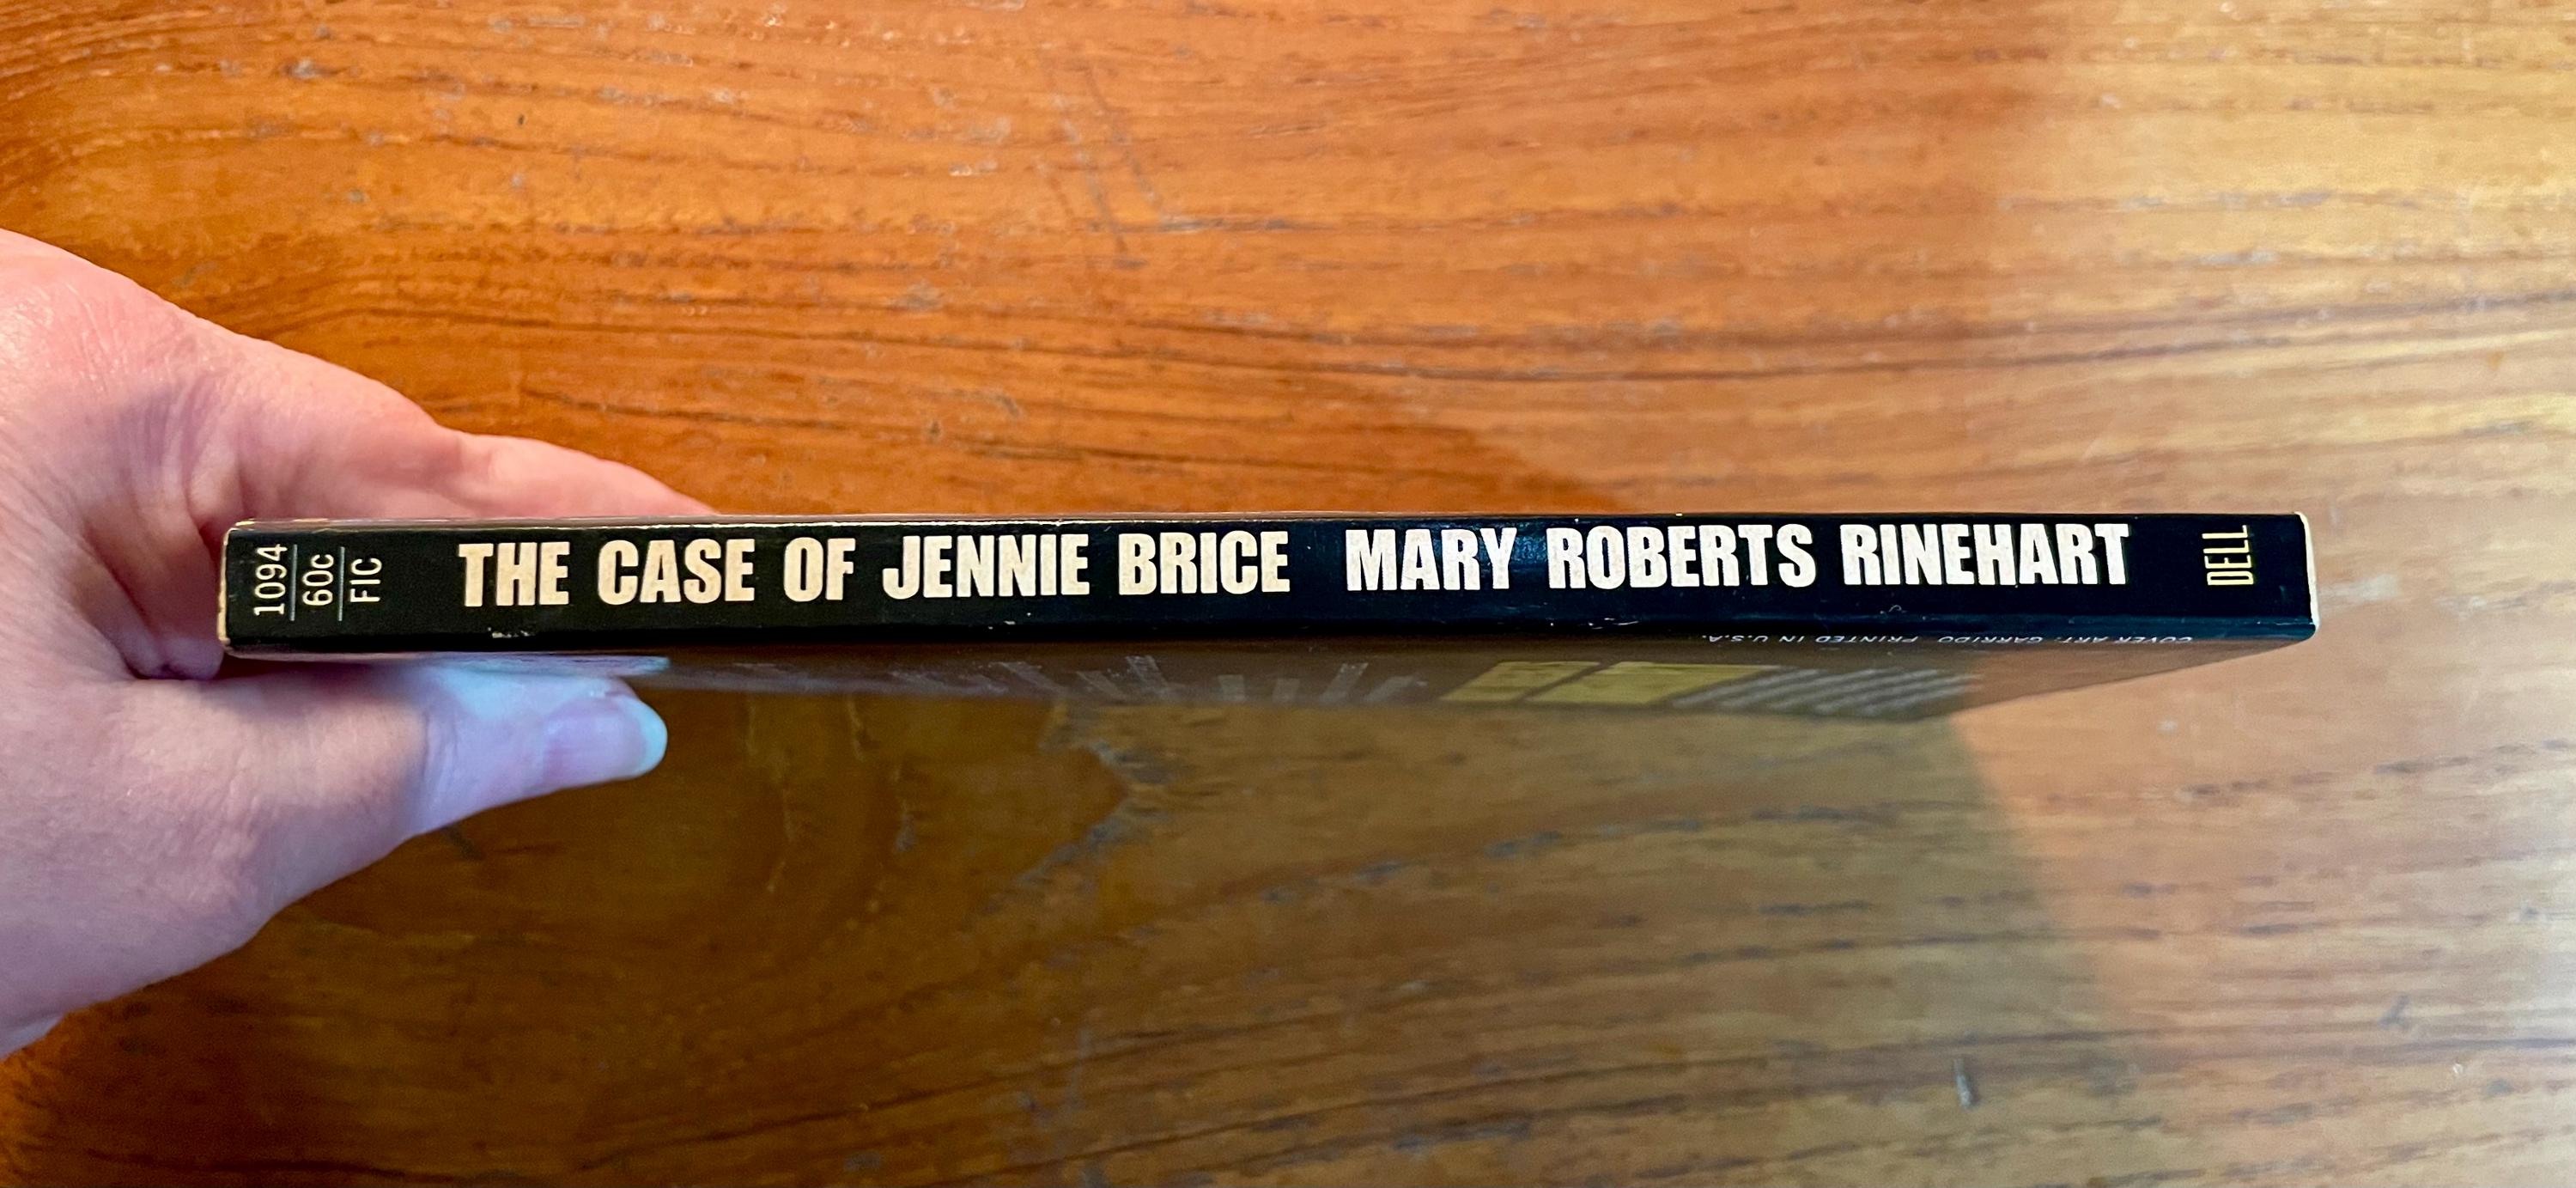 1094
60c
FIC
THE CASE OF JENNIE BRICE MARY ROBERTS RINEHART
DELL
COVER ART: GARRIDO PRINTED IN U.S.A.